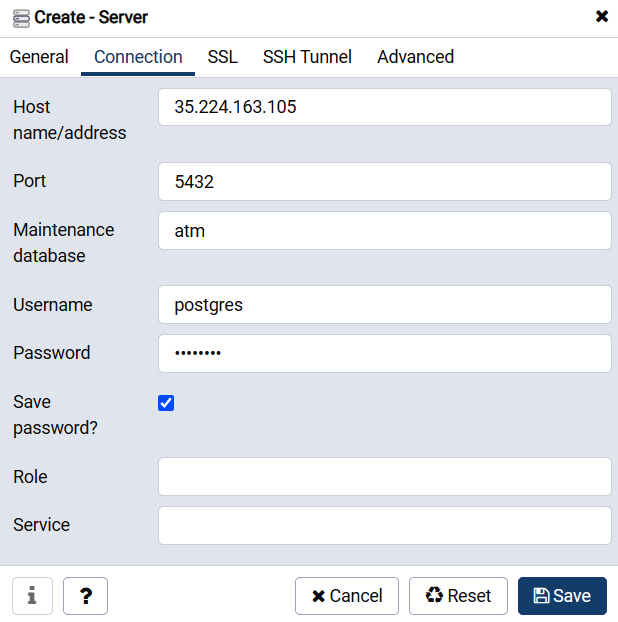 Create - Server
General Connection SSL SSH Tunnel Advanced
Host
name/address
35.224.163.105
Port
5432
Maintenance
database
atm
Username
postgres
Password
••••••••
Save
password?
Role
Service
i ? Cancel Reset Save